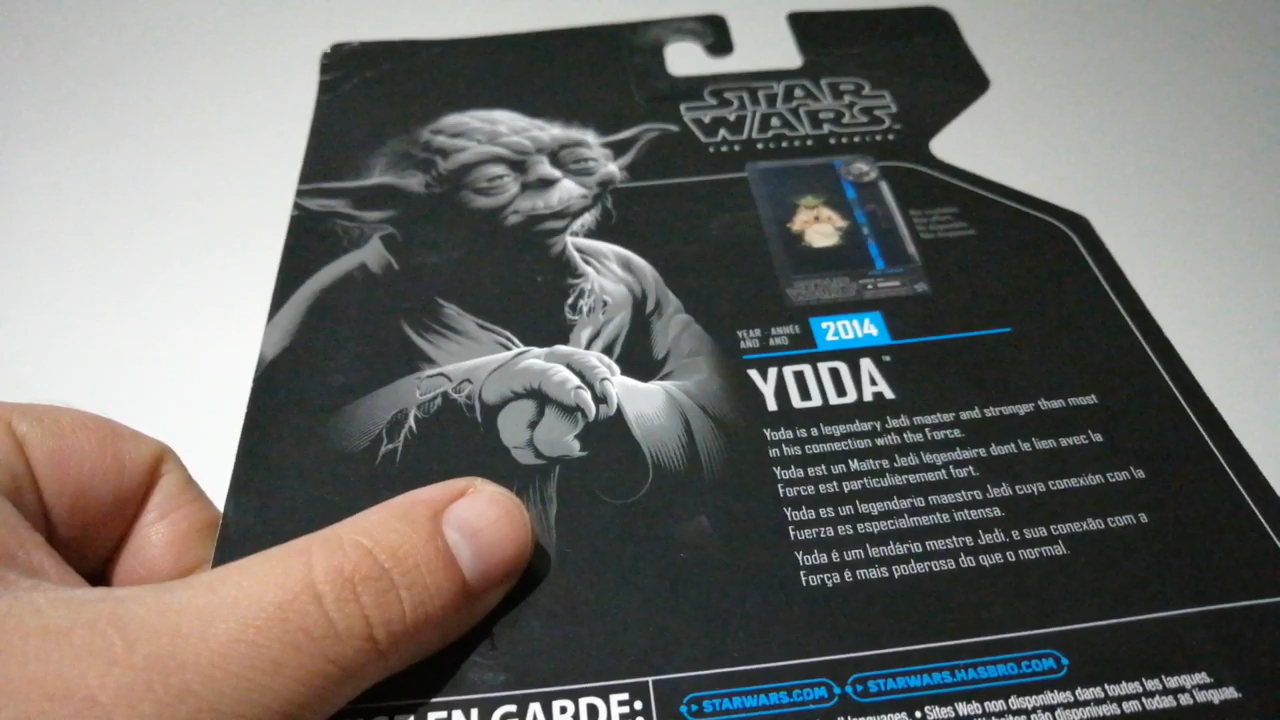 STAR
WARS
THE BLACK SERIES
YEAR · ANNÉE
AÑO · ANO
2014
YODA™
Yoda is a legendary Jedi master and stronger than most
in his connection with the Force.
Yoda est un Maître Jedi légendaire dont le lien avec la
Force est particulièrement fort.
Yoda es un legendario maestro Jedi cuya conexión con la
Fuerza es especialmente intensa.
Yoda é um lendário mestre Jedi, e sua conexão com a
Força é mais poderosa do que o normal.
EN GARDE:
STARWARS.COM
STARWARS.HASBRO.COM
languages. • Sites Web non disponibles dans toutes les langues.
não disponíveis em todas as línguas.